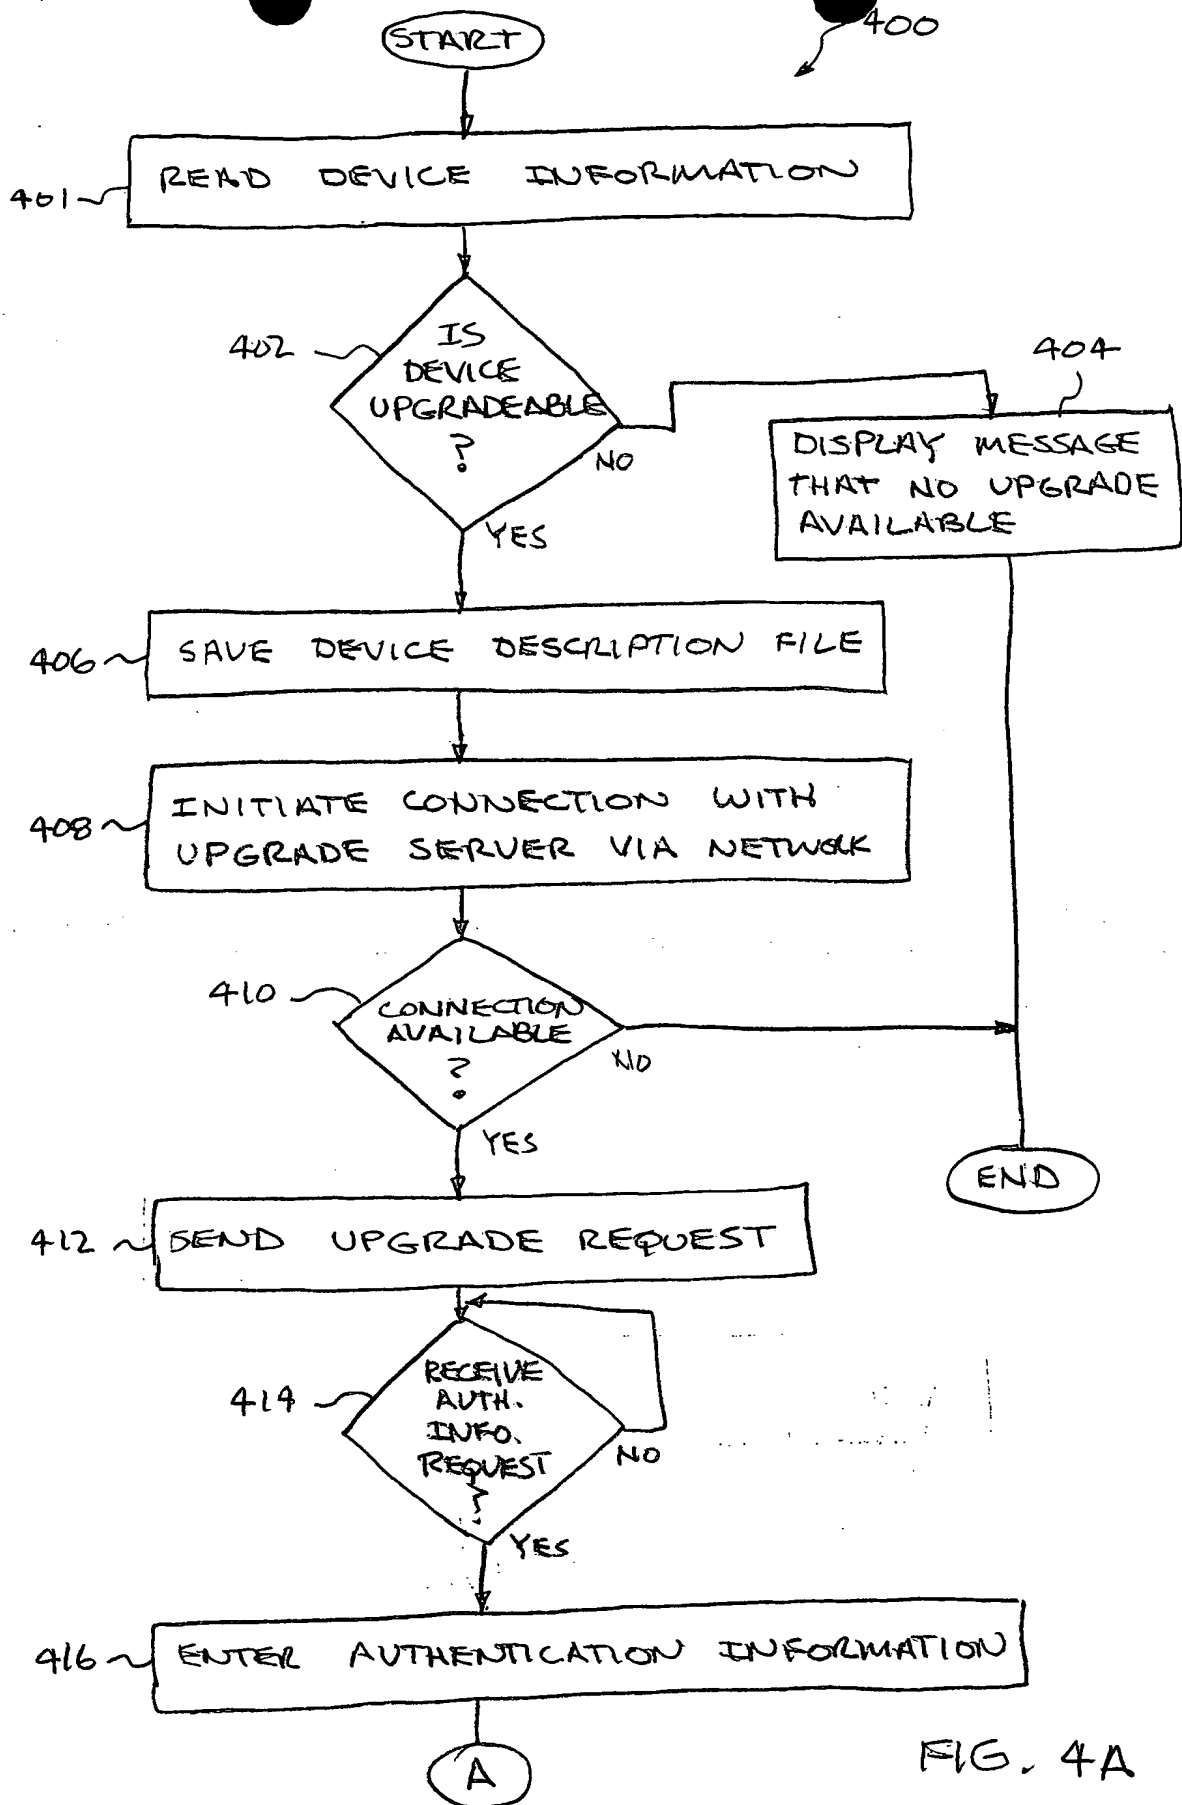 START
400
401
READ DEVICE INFORMATION
402
IS
DEVICE
UPGRADEABLE
?
NO
YES
404
DISPLAY MESSAGE
THAT NO UPGRADE
AVAILABLE
406
SAVE DEVICE DESCRIPTION FILE
408
INITIATE CONNECTION WITH
UPGRADE SERVER VIA NETWORK
410
CONNECTION
AVAILABLE
?
NO
YES
END
412
SEND UPGRADE REQUEST
414
RECEIVE
AUTH.
INFO.
REQUEST
?
NO
YES
416
ENTER AUTHENTICATION INFORMATION
A
FIG. 4A